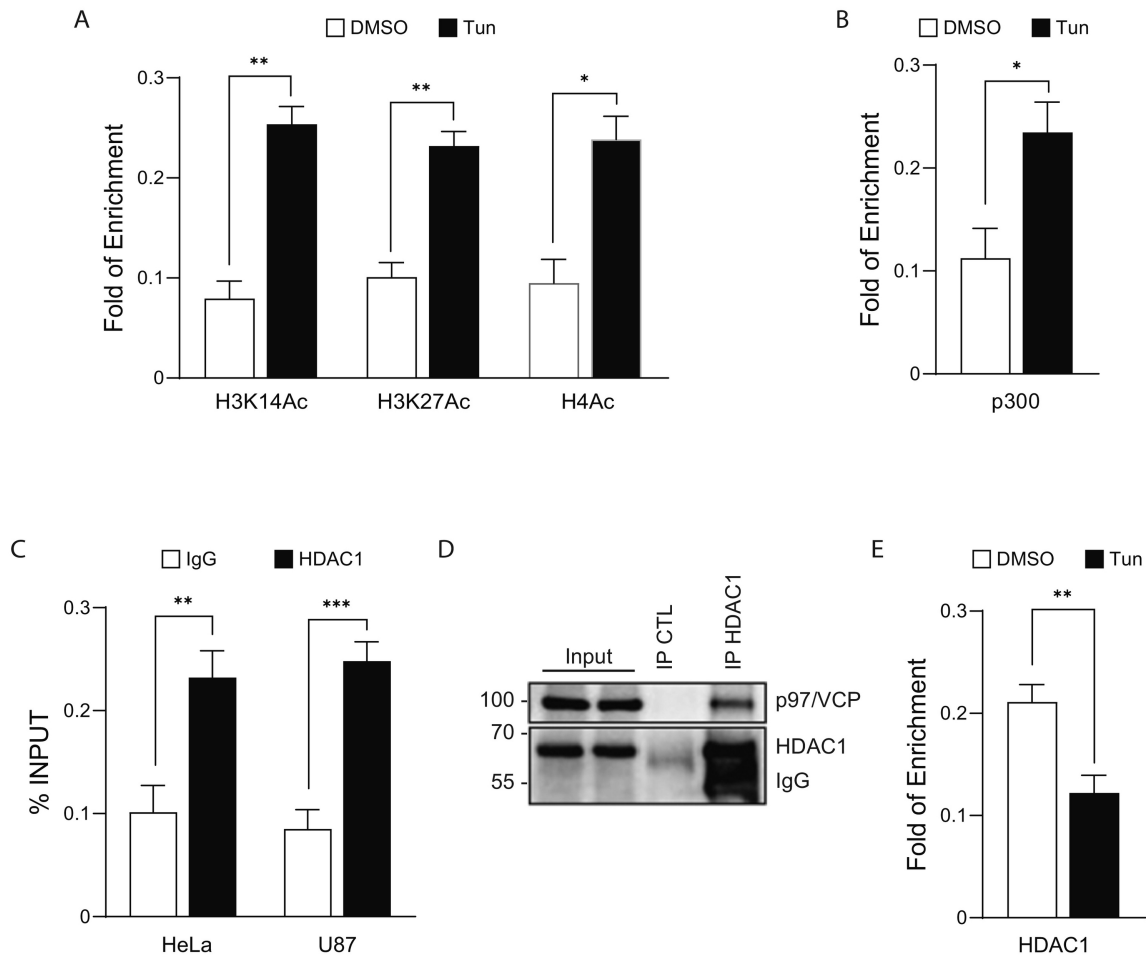 A
DMSO Tun
** ** *
Fold of Enrichment
0.3
0.2
0.1
0
H3K14Ac H3K27Ac H4Ac
B
DMSO Tun
*
Fold of Enrichment
0.3
0.2
0.1
0
p300
C
IgG HDAC1
** ***
% INPUT
0.3
0.2
0.1
0
HeLa U87
D
Input IP CTL IP HDAC1
100 - p97/VCP
70 -
HDAC1
55 - IgG
E
DMSO Tun
**
Fold of Enrichment
0.3
0.2
0.1
0
HDAC1